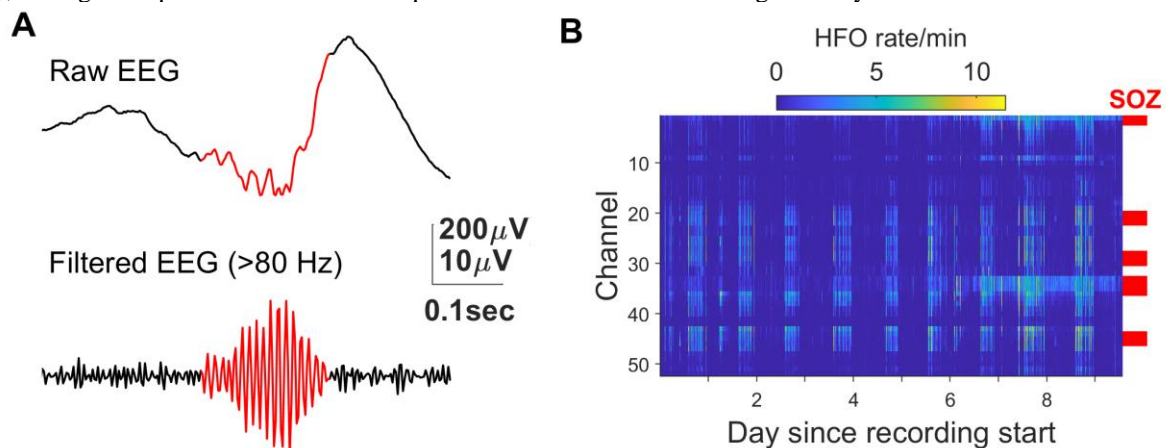 A
Raw EEG
200μV
10μV
0.1sec
Filtered EEG (>80 Hz)
B
HFO rate/min
0 5 10
SOZ
Channel
10
20
30
40
50
2 4 6 8
Day since recording start